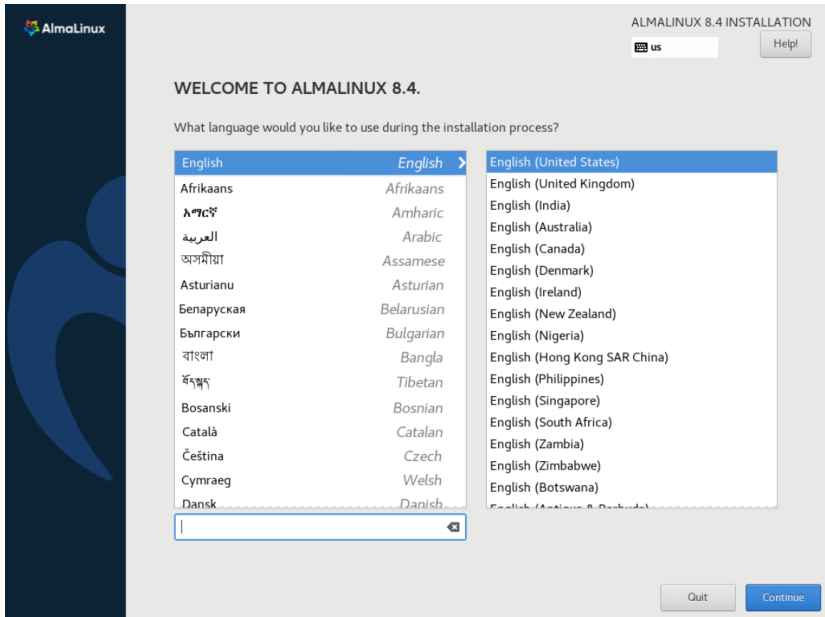 AlmaLinux
ALMALINUX 8.4 INSTALLATION
us
Help!
WELCOME TO ALMALINUX 8.4.
What language would you like to use during the installation process?
English English
Afrikaans Afrikaans
አማርኛ Amharic
العربية Arabic
অসমীয়া Assamese
Asturianu Asturian
Беларуская Belarusian
Български Bulgarian
বাংলা Bangla
བོད་སྐད་ Tibetan
Bosanski Bosnian
Català Catalan
Čeština Czech
Cymraeg Welsh
Dansk Danish
English (United States)
English (United Kingdom)
English (India)
English (Australia)
English (Canada)
English (Denmark)
English (Ireland)
English (New Zealand)
English (Nigeria)
English (Hong Kong SAR China)
English (Philippines)
English (Singapore)
English (South Africa)
English (Zambia)
English (Zimbabwe)
English (Botswana)
English (Antigua & Barbuda)
Quit
Continue